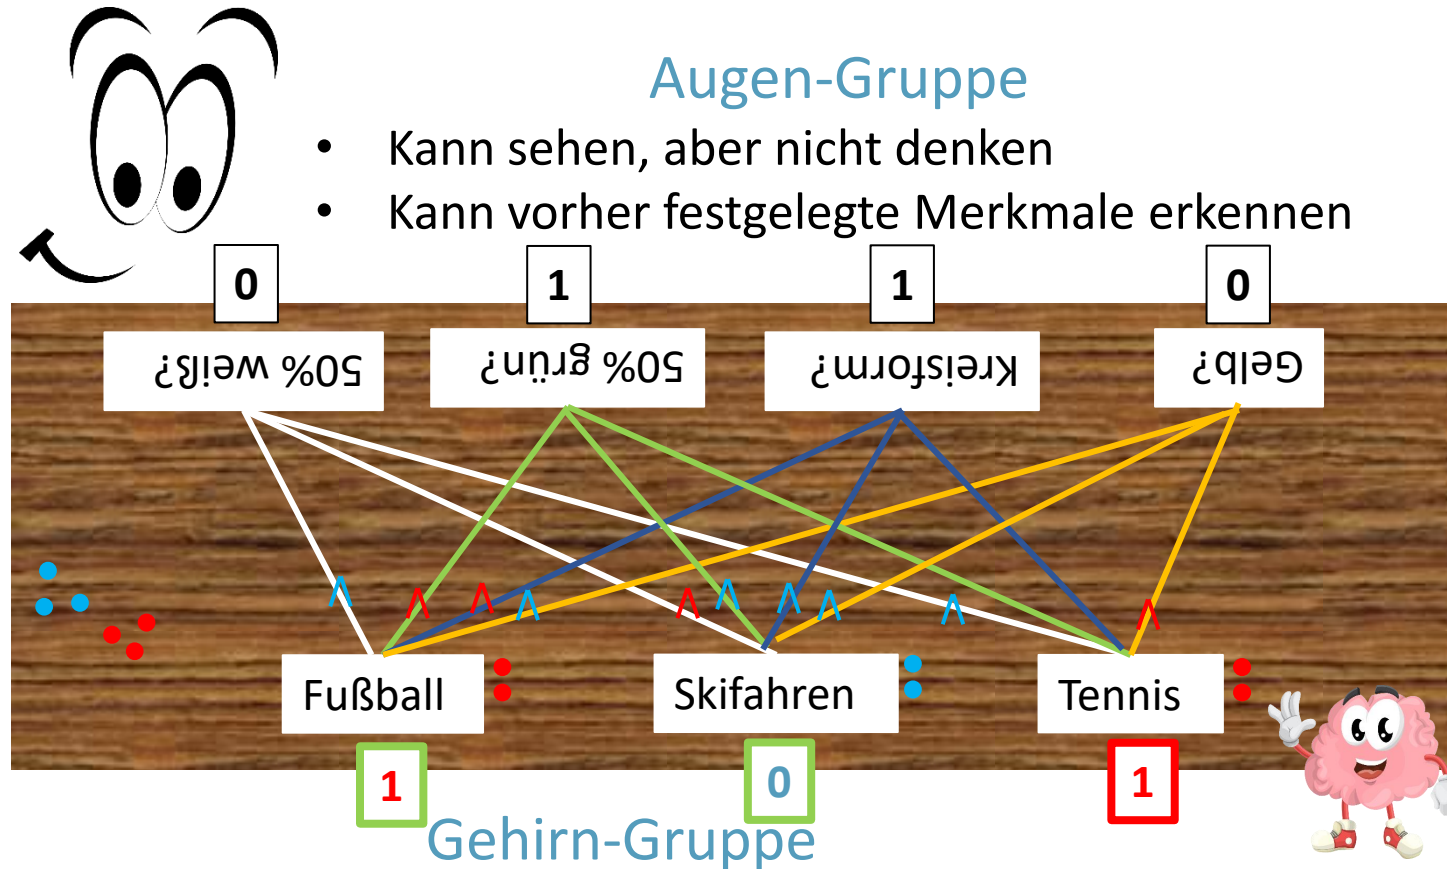 Augen-Gruppe
• Kann sehen, aber nicht denken
• Kann vorher festgelegte Merkmale erkennen
0 1 1 0
50% weiß? 50% grün? Kreisform? Gelb?
Fußball Skifahren Tennis
1 0 1
Gehirn-Gruppe